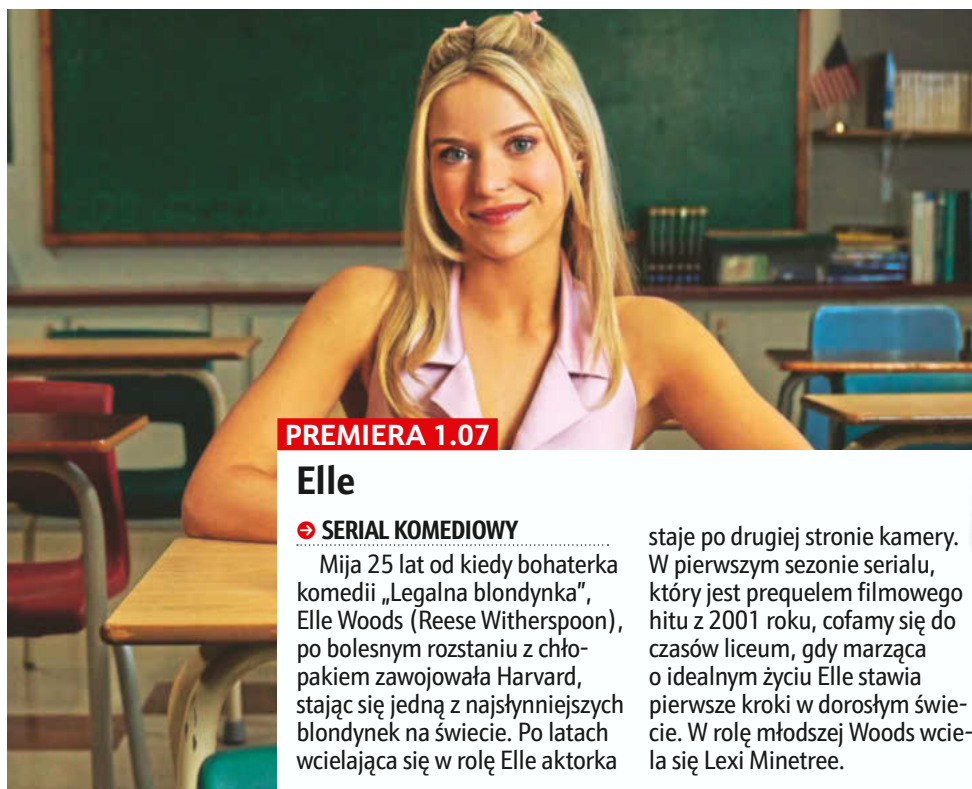 PREMIERA 1.07
Elle
SERIAL KOMEDIOWY
Mija 25 lat od kiedy bohaterka
komedii „Legalna blondynka”,
Elle Woods (Reese Witherspoon),
po bolesnym rozstaniu z chło-
pakiem zawojowała Harvard,
stając się jedną z najsłynniejszych
blondynek na świecie. Po latach
wcielająca się w rolę Elle aktorka
staje po drugiej stronie kamery.
W pierwszym sezonie serialu,
który jest prequelem filmowego
hitu z 2001 roku, cofamy się do
czasów liceum, gdy marząca
o idealnym życiu Elle stawia
pierwsze kroki w dorosłym świe-
cie. W rolę młodszej Woods wcie-
la się Lexi Minetree.